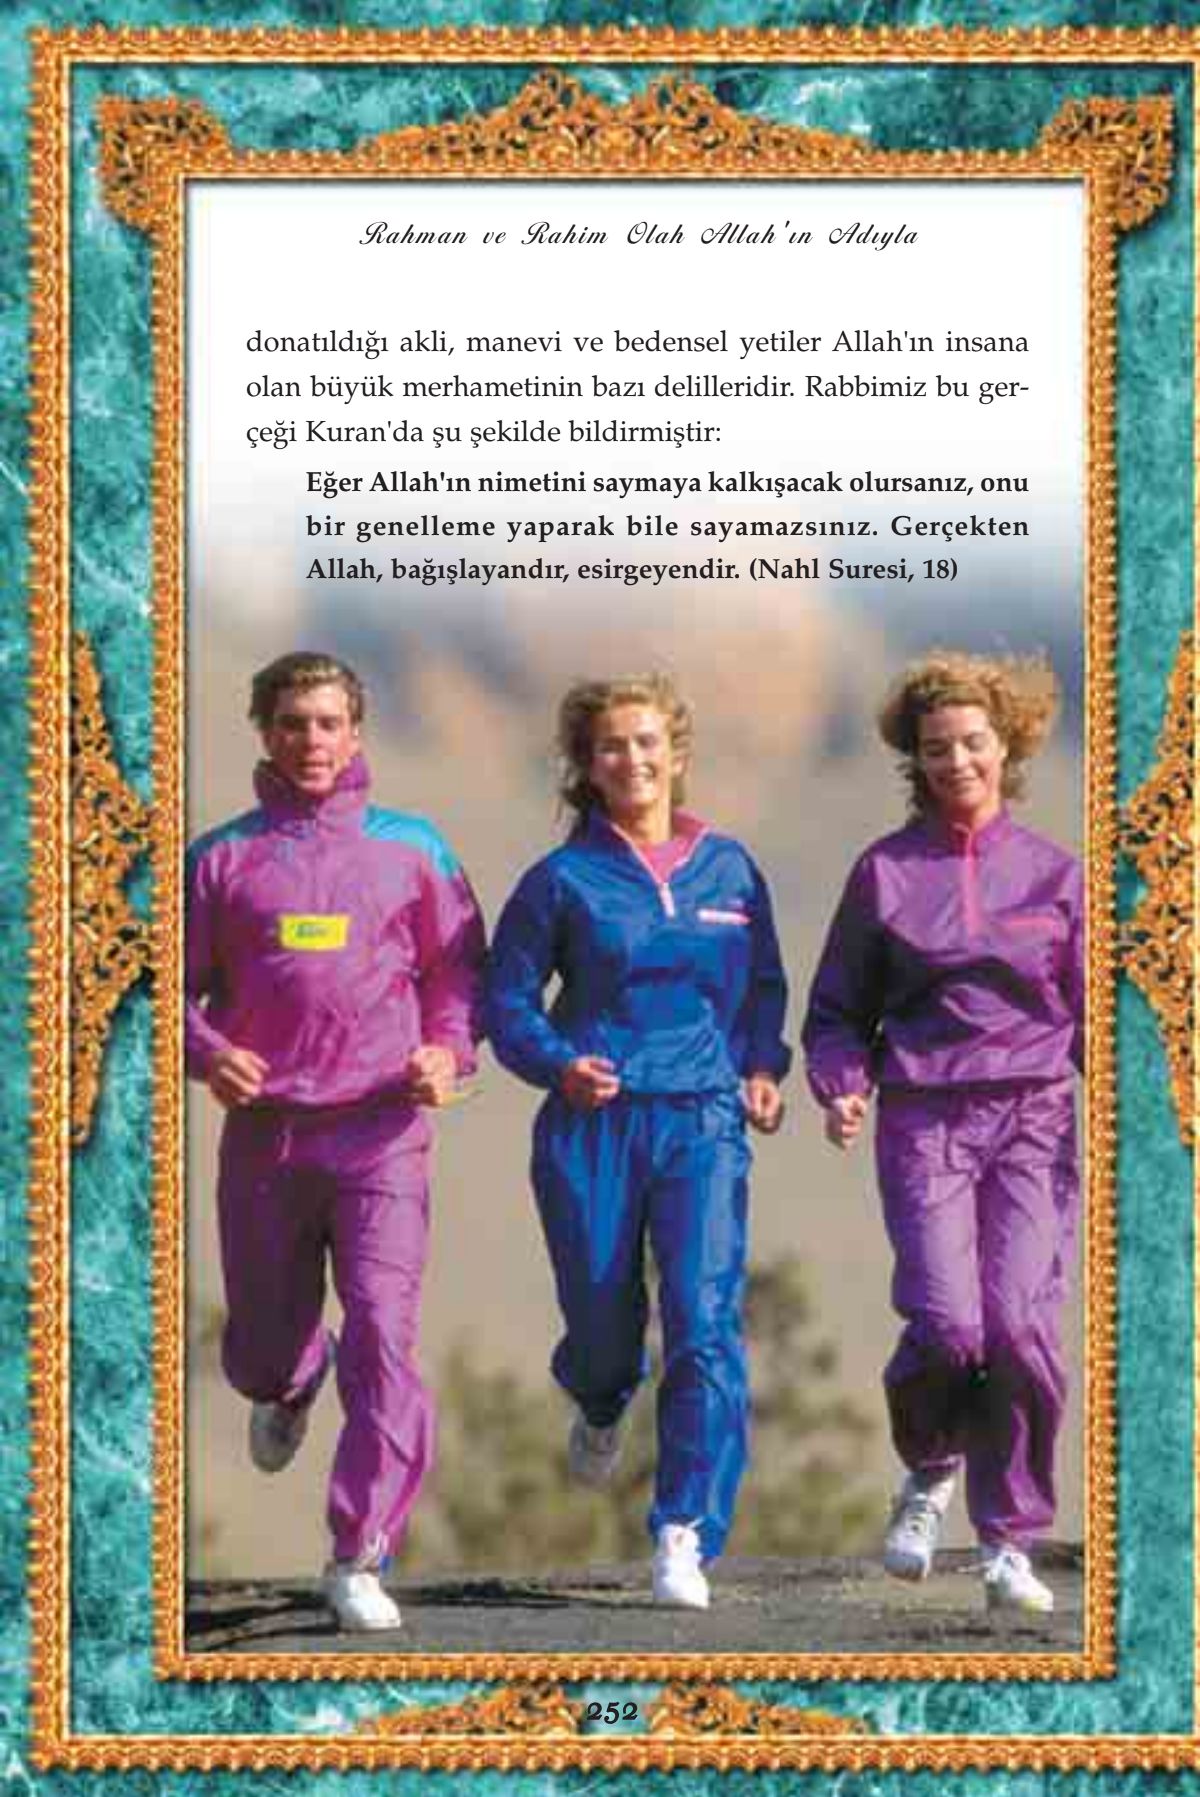 Rahman ve Rahim Olah Allah'ın Adıyla
donatıldığı akli, manevi ve bedensel yetiler Allah'ın insana
olan büyük merhametinin bazı delilleridir. Rabbimiz bu ger-
çeği Kuran'da şu şekilde bildirmiştir:
Eğer Allah'ın nimetini saymaya kalkışacak olursanız, onu
bir genelleme yaparak bile sayamazsınız. Gerçekten
Allah, bağışlayandır, esirgeyendir. (Nahl Suresi, 18)
252